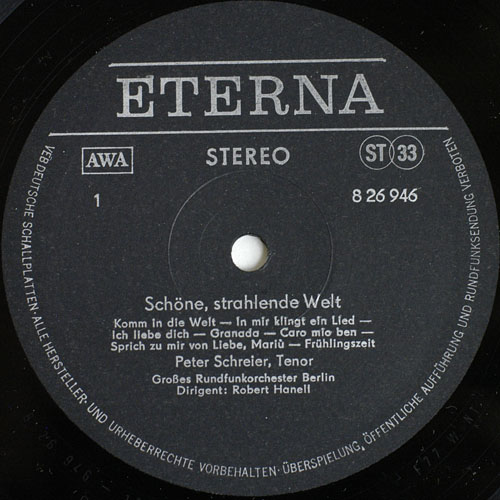 ETERNA
AWA
STEREO
ST 33
1
8 26 946
Schöne, strahlende Welt
Komm in die Welt — In mir klingt ein Lied —
Ich liebe dich — Granada — Caro mio ben —
Sprich zu mir von Liebe, Mariù — Frühlingszeit
Peter Schreier, Tenor
Großes Rundfunkorchester Berlin
Dirigent: Robert Hanell
VEB DEUTSCHE SCHALLPLATTEN · ALLE HERSTELLER- UND URHEBERRECHTE VORBEHALTEN · ÜBERSPIELUNG, ÖFFENTLICHE AUFFÜHRUNG UND RUNDFUNKSENDUNG VERBOTEN